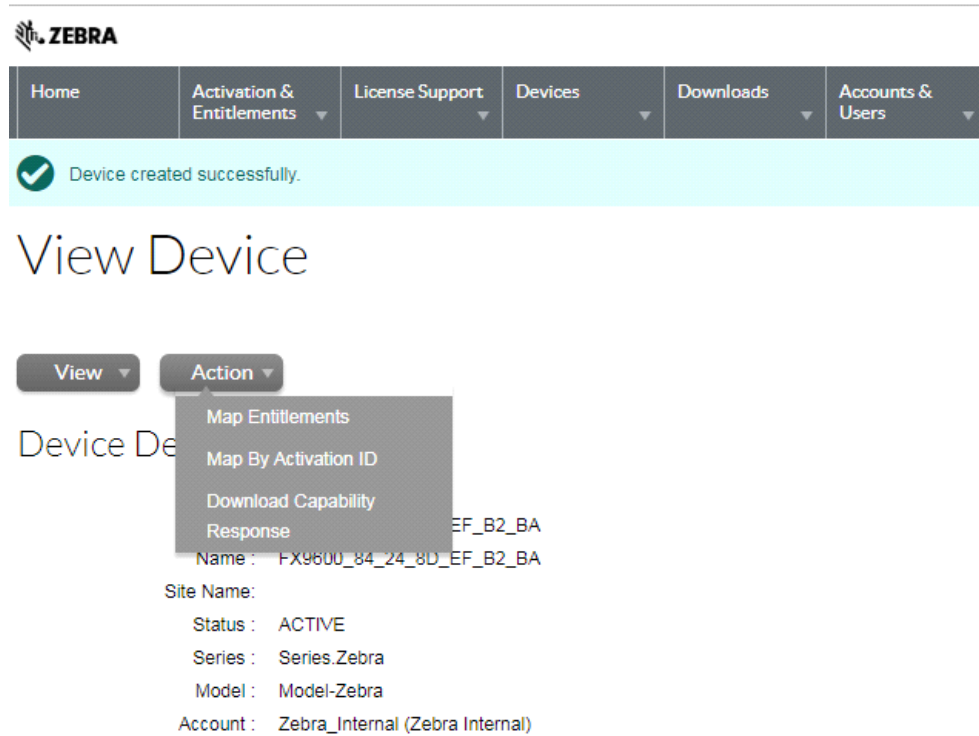 ZEBRA
Home
Activation & Entitlements
License Support
Devices
Downloads
Accounts & Users
Device created successfully.
View Device
View
Action
Map Entitlements
Map By Activation ID
Download Capability
Response
Device De
EF_B2_BA
Name : FX9600_84_24_8D_EF_B2_BA
Site Name:
Status : ACTIVE
Series : Series.Zebra
Model : Model-Zebra
Account : Zebra_Internal (Zebra Internal)